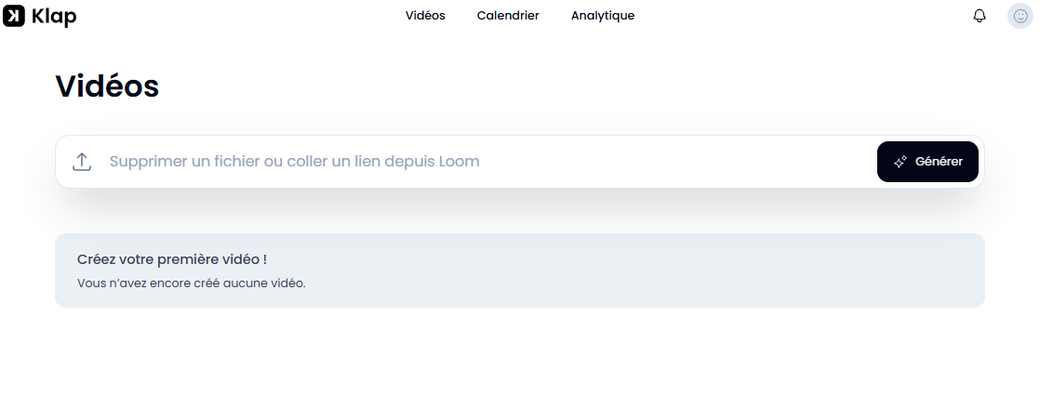 Klap
Vidéos
Calendrier
Analytique
Vidéos
Supprimer un fichier ou coller un lien depuis Loom
Générer
Créez votre première vidéo !
Vous n’avez encore créé aucune vidéo.